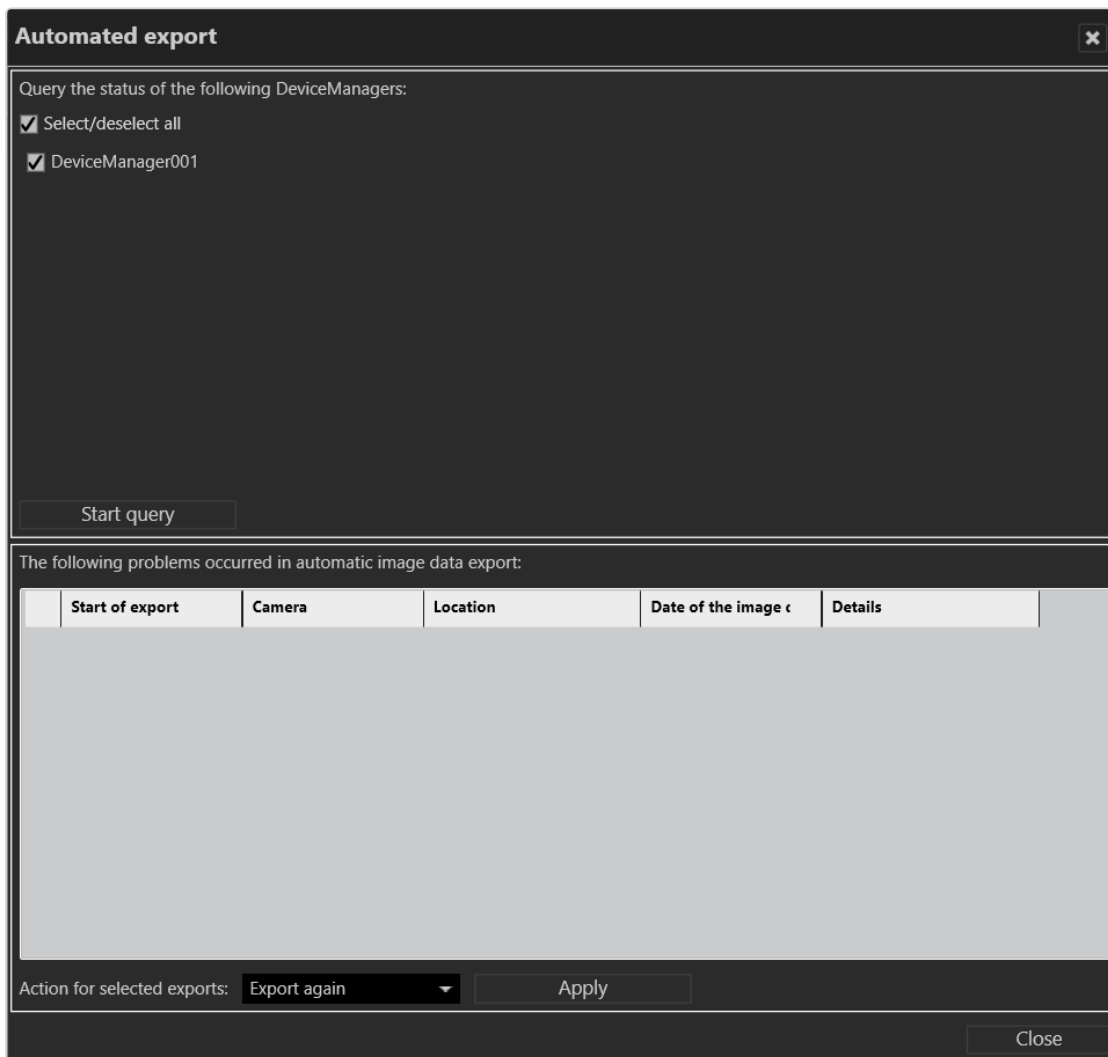 Automated export
Query the status of the following DeviceManagers:
Select/deselect all
DeviceManager001
Start query
The following problems occurred in automatic image data export:
Start of export Camera Location Date of the image Details
Action for selected exports: Export again Apply
Close